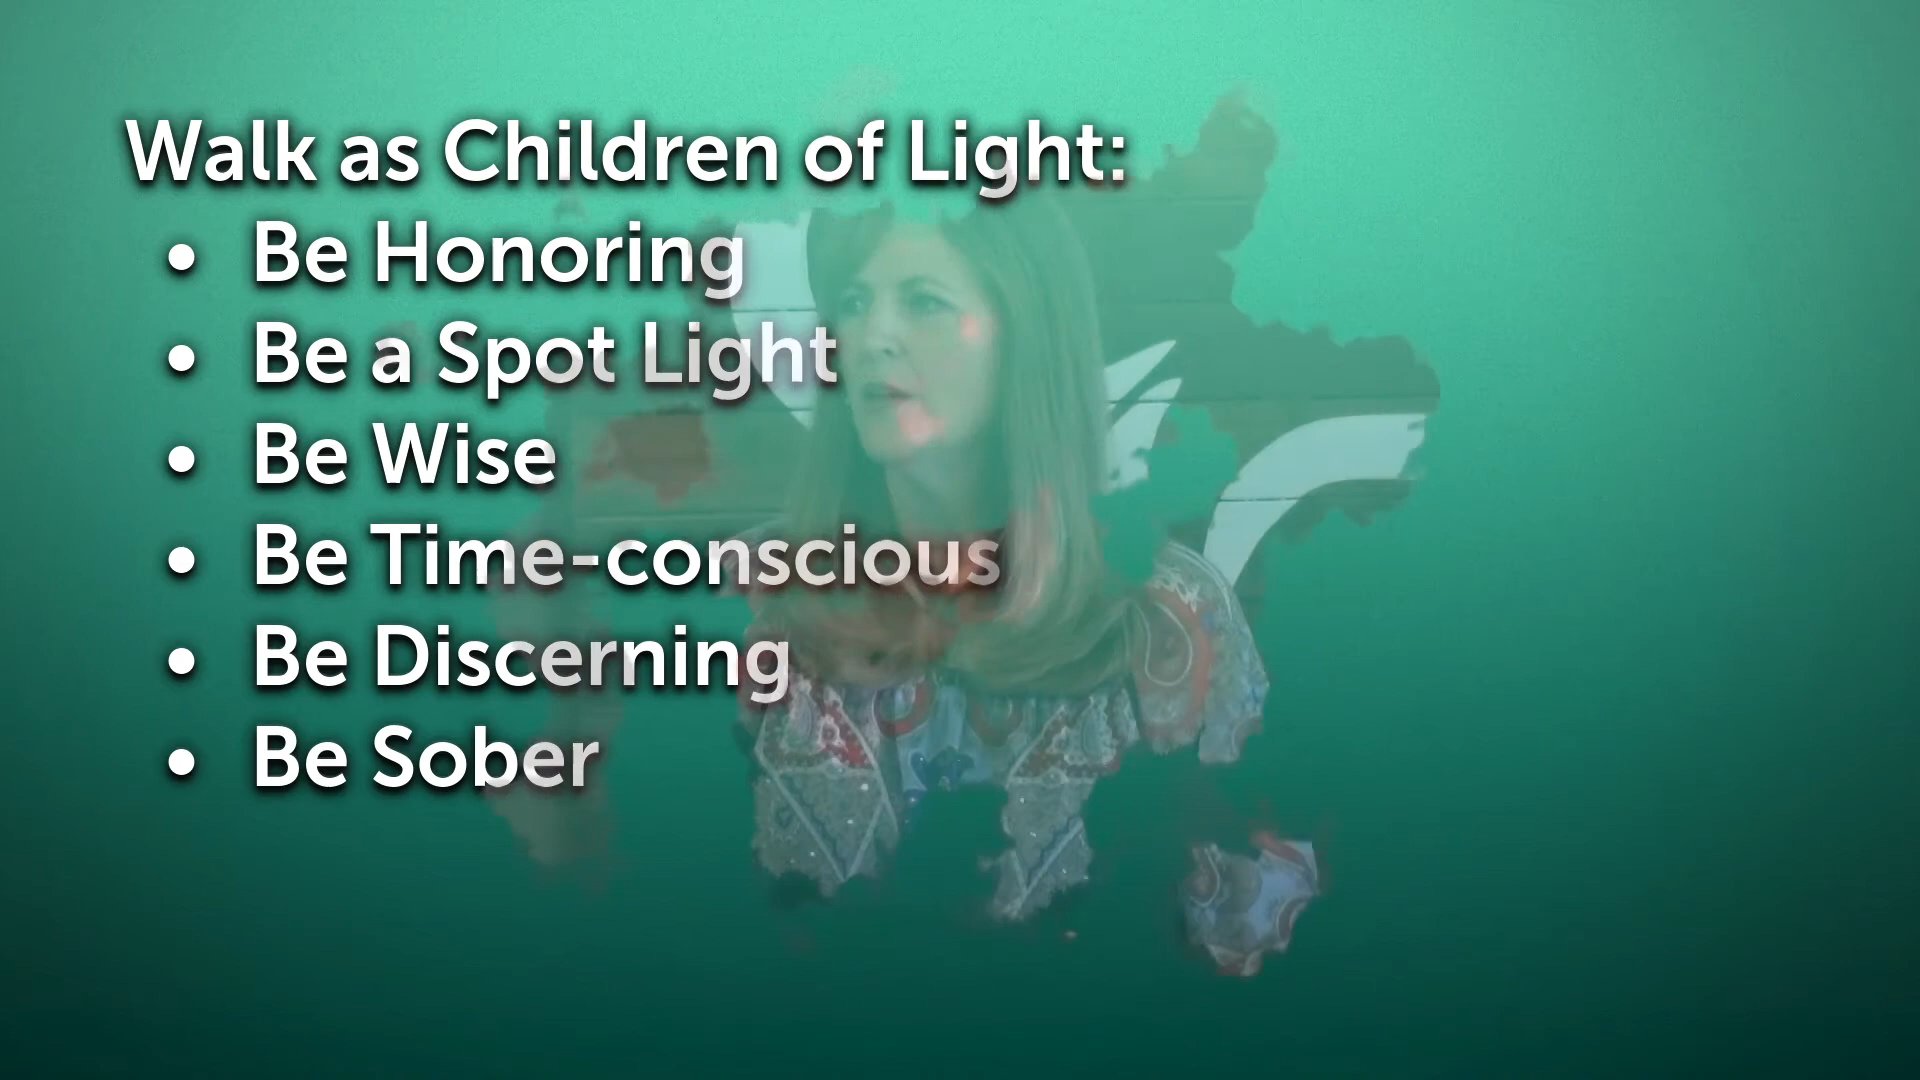 Walk as Children of Light:
• Be Honoring
• Be a Spot Light
• Be Wise
• Be Time-conscious
• Be Discerning
• Be Sober